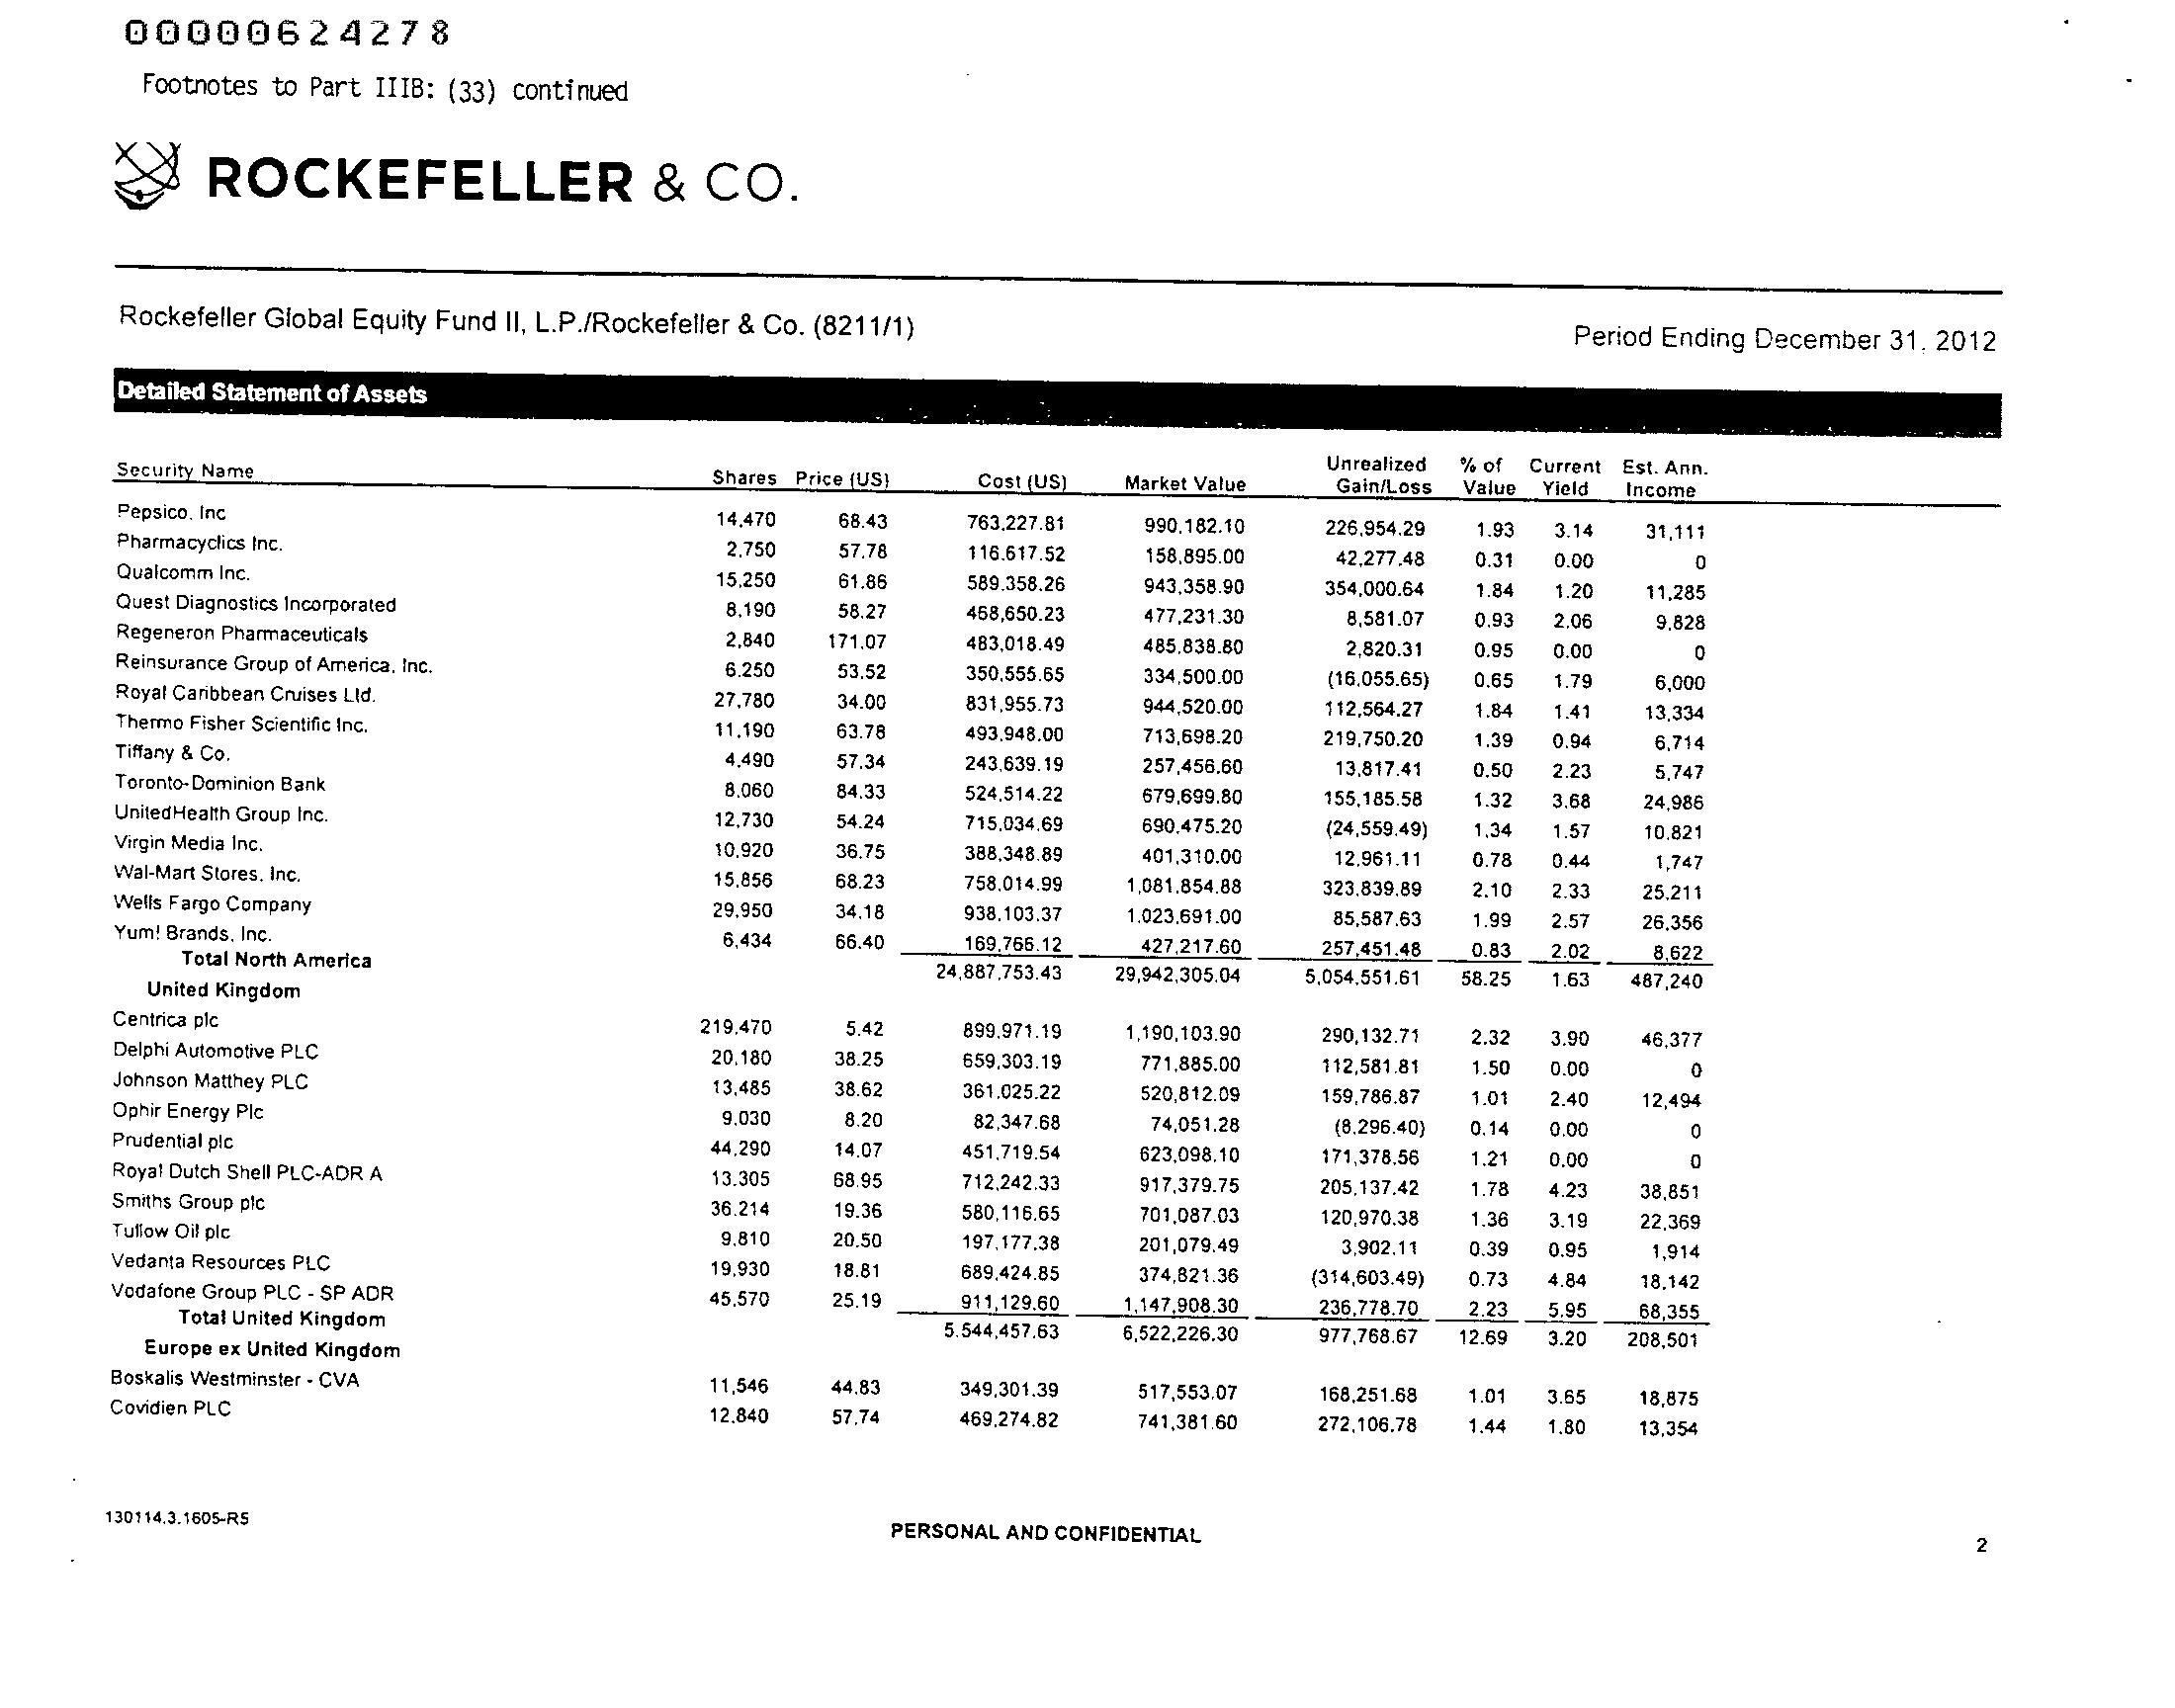 00000624278
Footnotes to Part IIIB: (33) continued
ROCKEFELLER & CO.
Rockefeller Global Equity Fund II, L.P./Rockefeller & Co. (8211/1)
Period Ending December 31, 2012
Detailed Statement of Assets
Security Name Shares Price (US) Cost (US) Market Value Unrealized Gain/Loss % of Value Current Yield Est. Ann. Income
Pepsico, Inc 14,470 68.43 763,227.81 990,182.10 226,954.29 1.93 3.14 31,111
Pharmacyclics Inc. 2,750 57.78 116,617.52 158,895.00 42,277.48 0.31 0.00 0
Qualcomm Inc. 15,250 61.86 589,358.26 943,358.90 354,000.64 1.84 1.20 11,285
Quest Diagnostics Incorporated 8,190 58.27 468,650.23 477,231.30 8,581.07 0.93 2.06 9,828
Regeneron Pharmaceuticals 2,840 171.07 483,018.49 485,838.80 2,820.31 0.95 0.00 0
Reinsurance Group of America, Inc. 6,250 53.52 350,555.65 334,500.00 (16,055.65) 0.65 1.79 6,000
Royal Caribbean Cruises Ltd. 27,780 34.00 831,955.73 944,520.00 112,564.27 1.84 1.41 13,334
Thermo Fisher Scientific Inc. 11,190 63.78 493,948.00 713,698.20 219,750.20 1.39 0.94 6,714
Tiffany & Co. 4,490 57.34 243,639.19 257,456.60 13,817.41 0.50 2.23 5,747
Toronto-Dominion Bank 8,060 84.33 524,514.22 679,699.80 155,185.58 1.32 3.68 24,986
UnitedHealth Group Inc. 12,730 54.24 715,034.69 690,475.20 (24,559.49) 1.34 1.57 10,821
Virgin Media Inc. 10,920 36.75 388,348.89 401,310.00 12,961.11 0.78 0.44 1,747
Wal-Mart Stores, Inc. 15,856 68.23 758,014.99 1,081,854.88 323,839.89 2.10 2.33 25,211
Wells Fargo Company 29,950 34.18 938,103.37 1,023,691.00 85,587.63 1.99 2.57 26,356
Yum! Brands, Inc. 6,434 66.40 169,766.12 427,217.60 257,451.48 0.83 2.02 8,622
Total North America 24,887,753.43 29,942,305.04 5,054,551.61 58.25 1.63 487,240
United Kingdom
Centrica plc 219,470 5.42 899,971.19 1,190,103.90 290,132.71 2.32 3.90 46,377
Delphi Automotive PLC 20,180 38.25 659,303.19 771,885.00 112,581.81 1.50 0.00 0
Johnson Matthey PLC 13,485 38.62 361,025.22 520,812.09 159,786.87 1.01 2.40 12,494
Ophir Energy Plc 9,030 8.20 82,347.68 74,051.28 (8,296.40) 0.14 0.00 0
Prudential plc 44,290 14.07 451,719.54 623,098.10 171,378.56 1.21 0.00 0
Royal Dutch Shell PLC-ADR A 13,305 68.95 712,242.33 917,379.75 205,137.42 1.78 4.23 38,851
Smiths Group plc 36,214 19.36 580,116.65 701,087.03 120,970.38 1.36 3.19 22,369
Tullow Oil plc 9,810 20.50 197,177.38 201,079.49 3,902.11 0.39 0.95 1,914
Vedanta Resources PLC 19,930 18.81 689,424.85 374,821.36 (314,603.49) 0.73 4.84 18,142
Vodafone Group PLC - SP ADR 45,570 25.19 911,129.60 1,147,908.30 236,778.70 2.23 5.95 68,355
Total United Kingdom 5,544,457.63 6,522,226.30 977,768.67 12.69 3.20 208,501
Europe ex United Kingdom
Boskalis Westminster - CVA 11,546 44.83 349,301.39 517,553.07 168,251.68 1.01 3.65 18,875
Covidien PLC 12,840 57.74 469,274.82 741,381.60 272,106.78 1.44 1.80 13,354
130114.3.1605-R5
PERSONAL AND CONFIDENTIAL
2